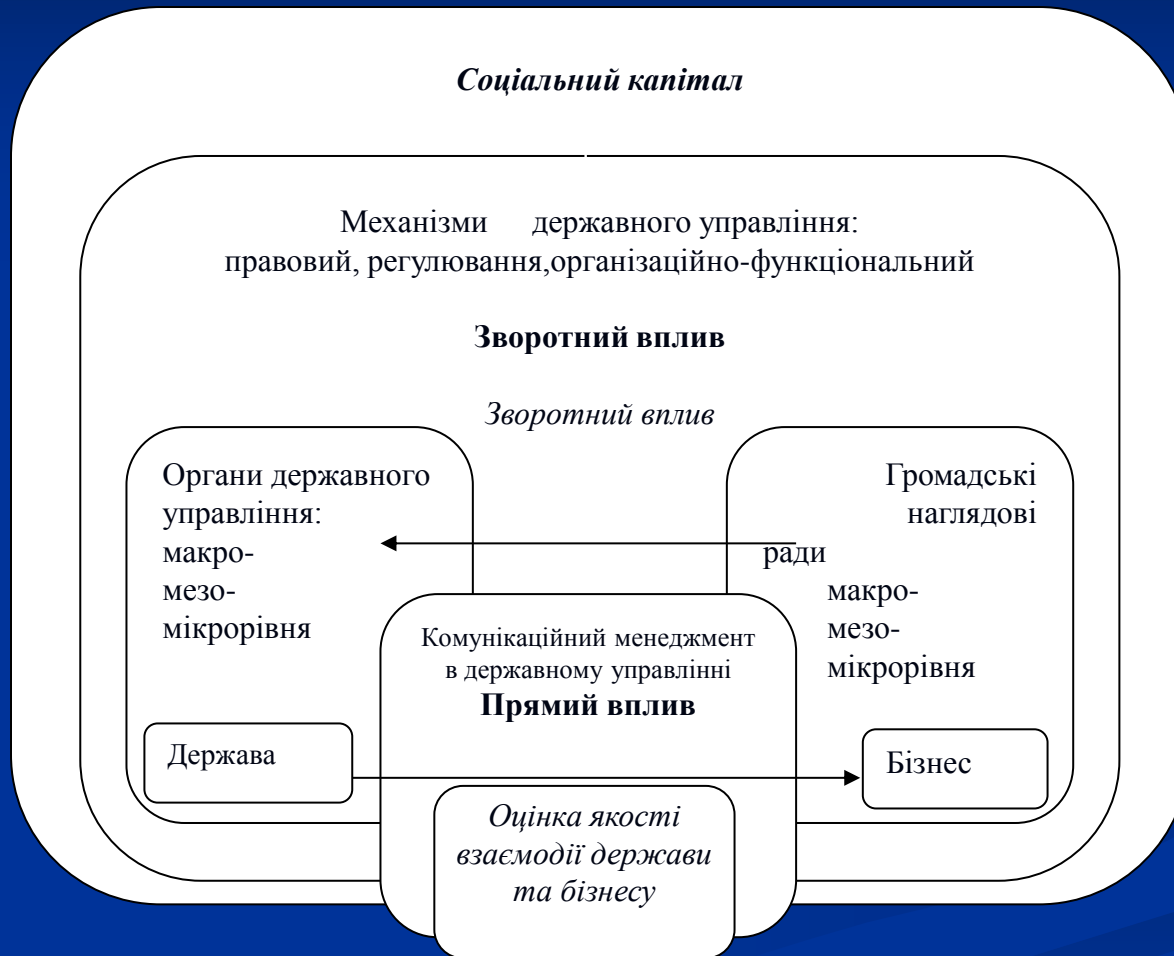 Соціальний капітал
Механізми державного управління:
правовий, регулювання,організаційно-функціональний
Зворотний вплив
Зворотний вплив
Органи державного
управління:
макро-
мезо-
мікрорівня
Громадські
наглядові
ради
макро-
мезо-
мікрорівня
Комунікаційний менеджмент
в державному управлінні
Прямий вплив
Держава
Бізнес
Оцінка якості
взаємодії держави
та бізнесу